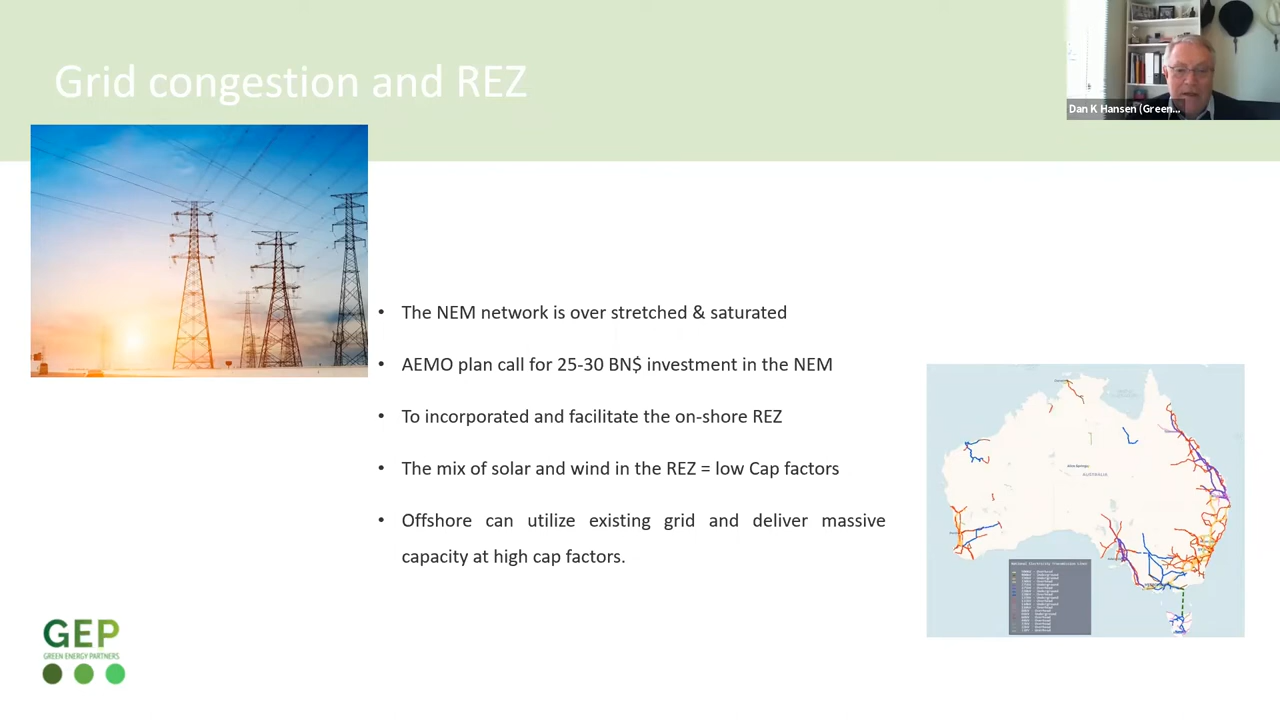 Grid congestion and REZ
Dan K Hansen (Green...
• The NEM network is over stretched & saturated
• AEMO plan call for 25-30 BN$ investment in the NEM
• To incorporated and facilitate the on-shore REZ
• The mix of solar and wind in the REZ = low Cap factors
• Offshore can utilize existing grid and deliver massive
capacity at high cap factors.
Alice Springs
AUSTRALIA
GEP
GREEN ENERGY PARTNERS